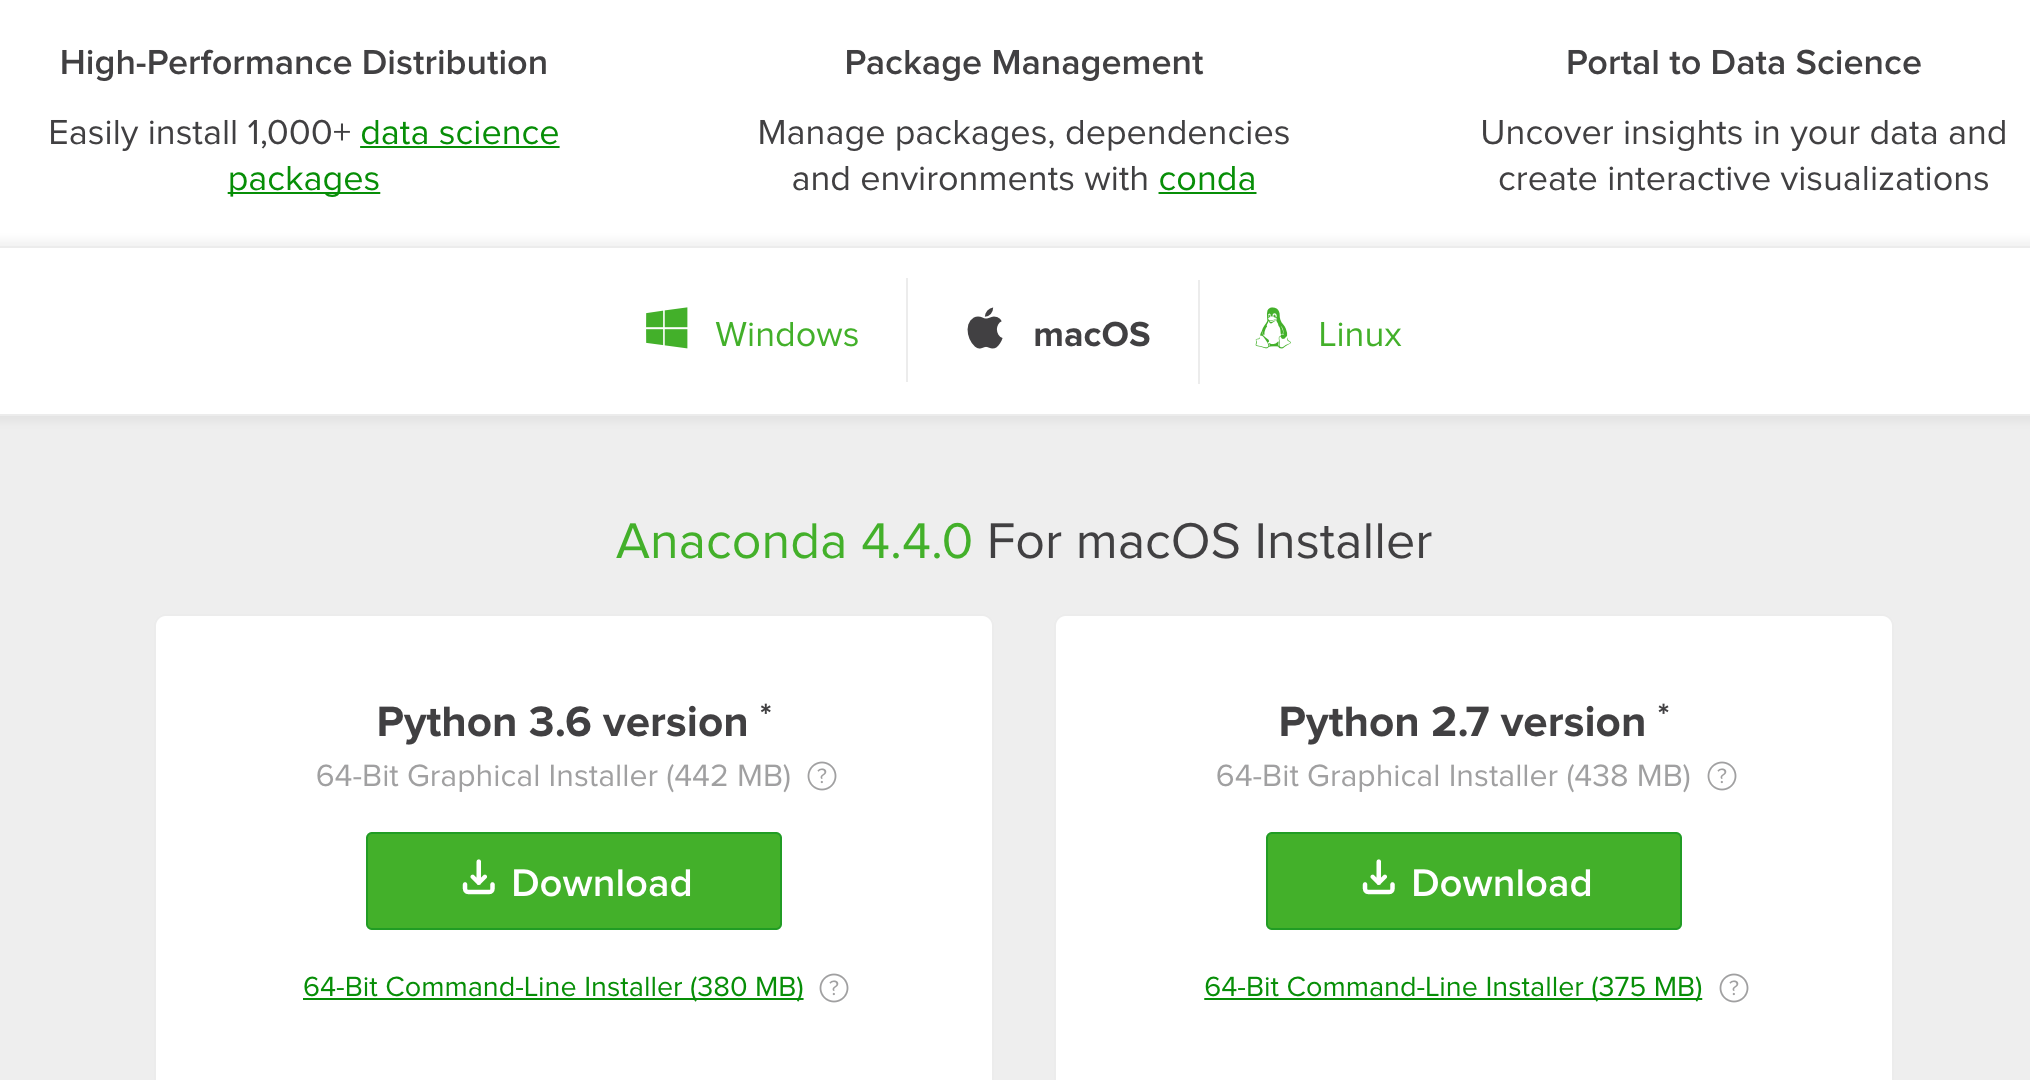 High-Performance Distribution
Easily install 1,000+ data science
packages
Package Management
Manage packages, dependencies
and environments with conda
Portal to Data Science
Uncover insights in your data and
create interactive visualizations
Windows
macOS
Linux
Anaconda 4.4.0 For macOS Installer
Python 3.6 version *
64-Bit Graphical Installer (442 MB) ?
Download
64-Bit Command-Line Installer (380 MB) ?
Python 2.7 version *
64-Bit Graphical Installer (438 MB) ?
Download
64-Bit Command-Line Installer (375 MB) ?